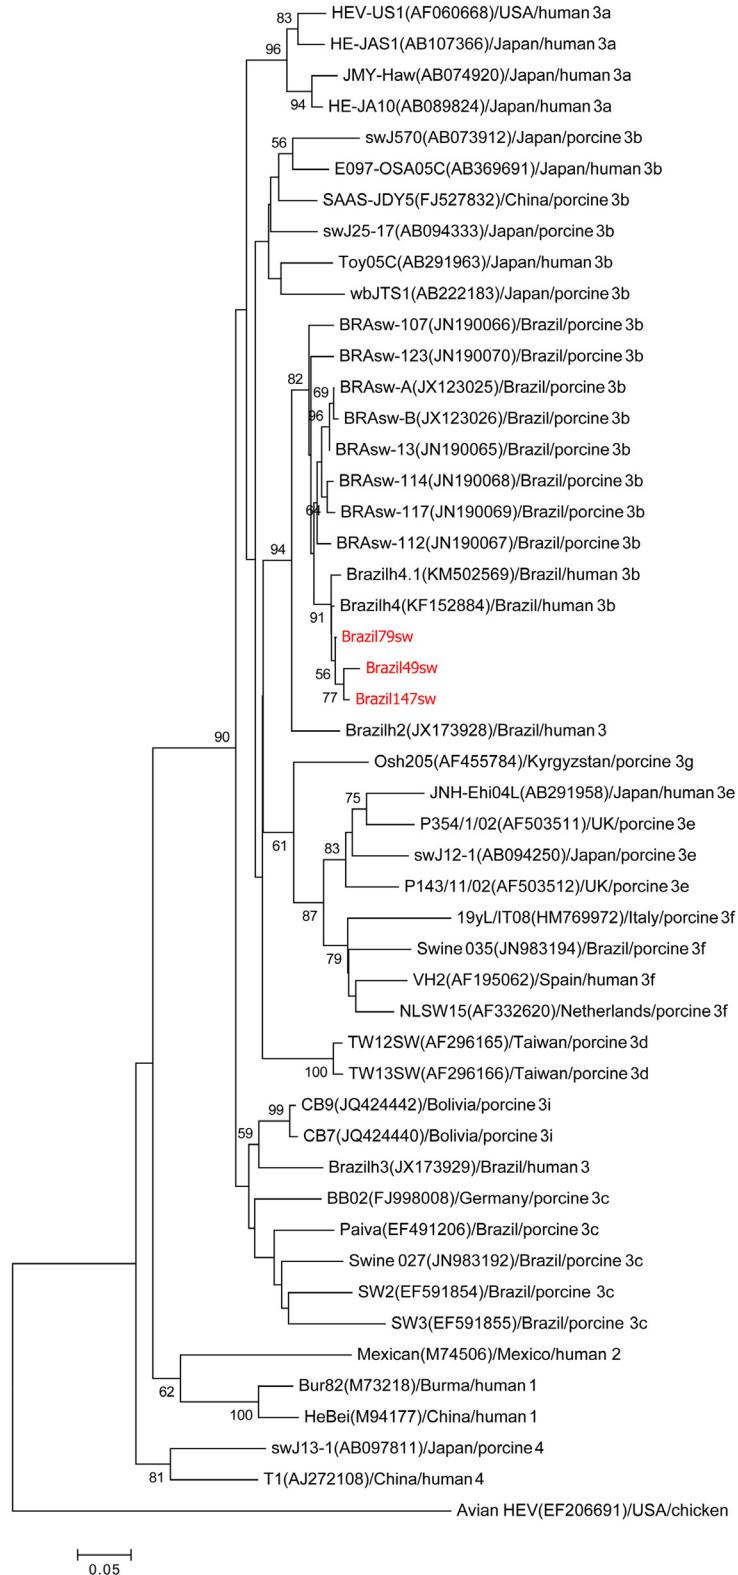 83
HEV-US1(AF060668)/USA/human 3a
HE-JAS1(AB107366)/Japan/human 3a
96
JMY-Haw(AB074920)/Japan/human 3a
94
HE-JA10(AB089824)/Japan/human 3a
56
swJ570(AB073912)/Japan/porcine 3b
E097-OSA05C(AB369691)/Japan/human 3b
SAAS-JDY5(FJ527832)/China/porcine 3b
swJ25-17(AB094333)/Japan/porcine 3b
Toy05C(AB291963)/Japan/human 3b
wbJTS1(AB222183)/Japan/porcine 3b
BRAsw-107(JN190066)/Brazil/porcine 3b
BRAsw-123(JN190070)/Brazil/porcine 3b
82
69
BRAsw-A(JX123025)/Brazil/porcine 3b
96
BRAsw-B(JX123026)/Brazil/porcine 3b
BRAsw-13(JN190065)/Brazil/porcine 3b
BRAsw-114(JN190068)/Brazil/porcine 3b
64
BRAsw-117(JN190069)/Brazil/porcine 3b
BRAsw-112(JN190067)/Brazil/porcine 3b
94
Brazilh4.1(KM502569)/Brazil/human 3b
Brazilh4(KF152884)/Brazil/human 3b
91
Brazil79sw
Brazil49sw
56
77
Brazil147sw
Brazilh2(JX173928)/Brazil/human 3
90
Osh205(AF455784)/Kyrgyzstan/porcine 3g
75
JNH-Ehi04L(AB291958)/Japan/human 3e
P354/1/02(AF503511)/UK/porcine 3e
61
83
swJ12-1(AB094250)/Japan/porcine 3e
P143/11/02(AF503512)/UK/porcine 3e
87
19yL/IT08(HM769972)/Italy/porcine 3f
Swine 035(JN983194)/Brazil/porcine 3f
79
VH2(AF195062)/Spain/human 3f
NLSW15(AF332620)/Netherlands/porcine 3f
TW12SW(AF296165)/Taiwan/porcine 3d
100
TW13SW(AF296166)/Taiwan/porcine 3d
99
CB9(JQ424442)/Bolivia/porcine 3i
59
CB7(JQ424440)/Bolivia/porcine 3i
Brazilh3(JX173929)/Brazil/human 3
BB02(FJ998008)/Germany/porcine 3c
Paiva(EF491206)/Brazil/porcine 3c
Swine 027(JN983192)/Brazil/porcine 3c
SW2(EF591854)/Brazil/porcine 3c
SW3(EF591855)/Brazil/porcine 3c
Mexican(M74506)/Mexico/human 2
62
Bur82(M73218)/Burma/human 1
100
HeBei(M94177)/China/human 1
swJ13-1(AB097811)/Japan/porcine 4
81
T1(AJ272108)/China/human 4
Avian HEV(EF206691)/USA/chicken
0.05